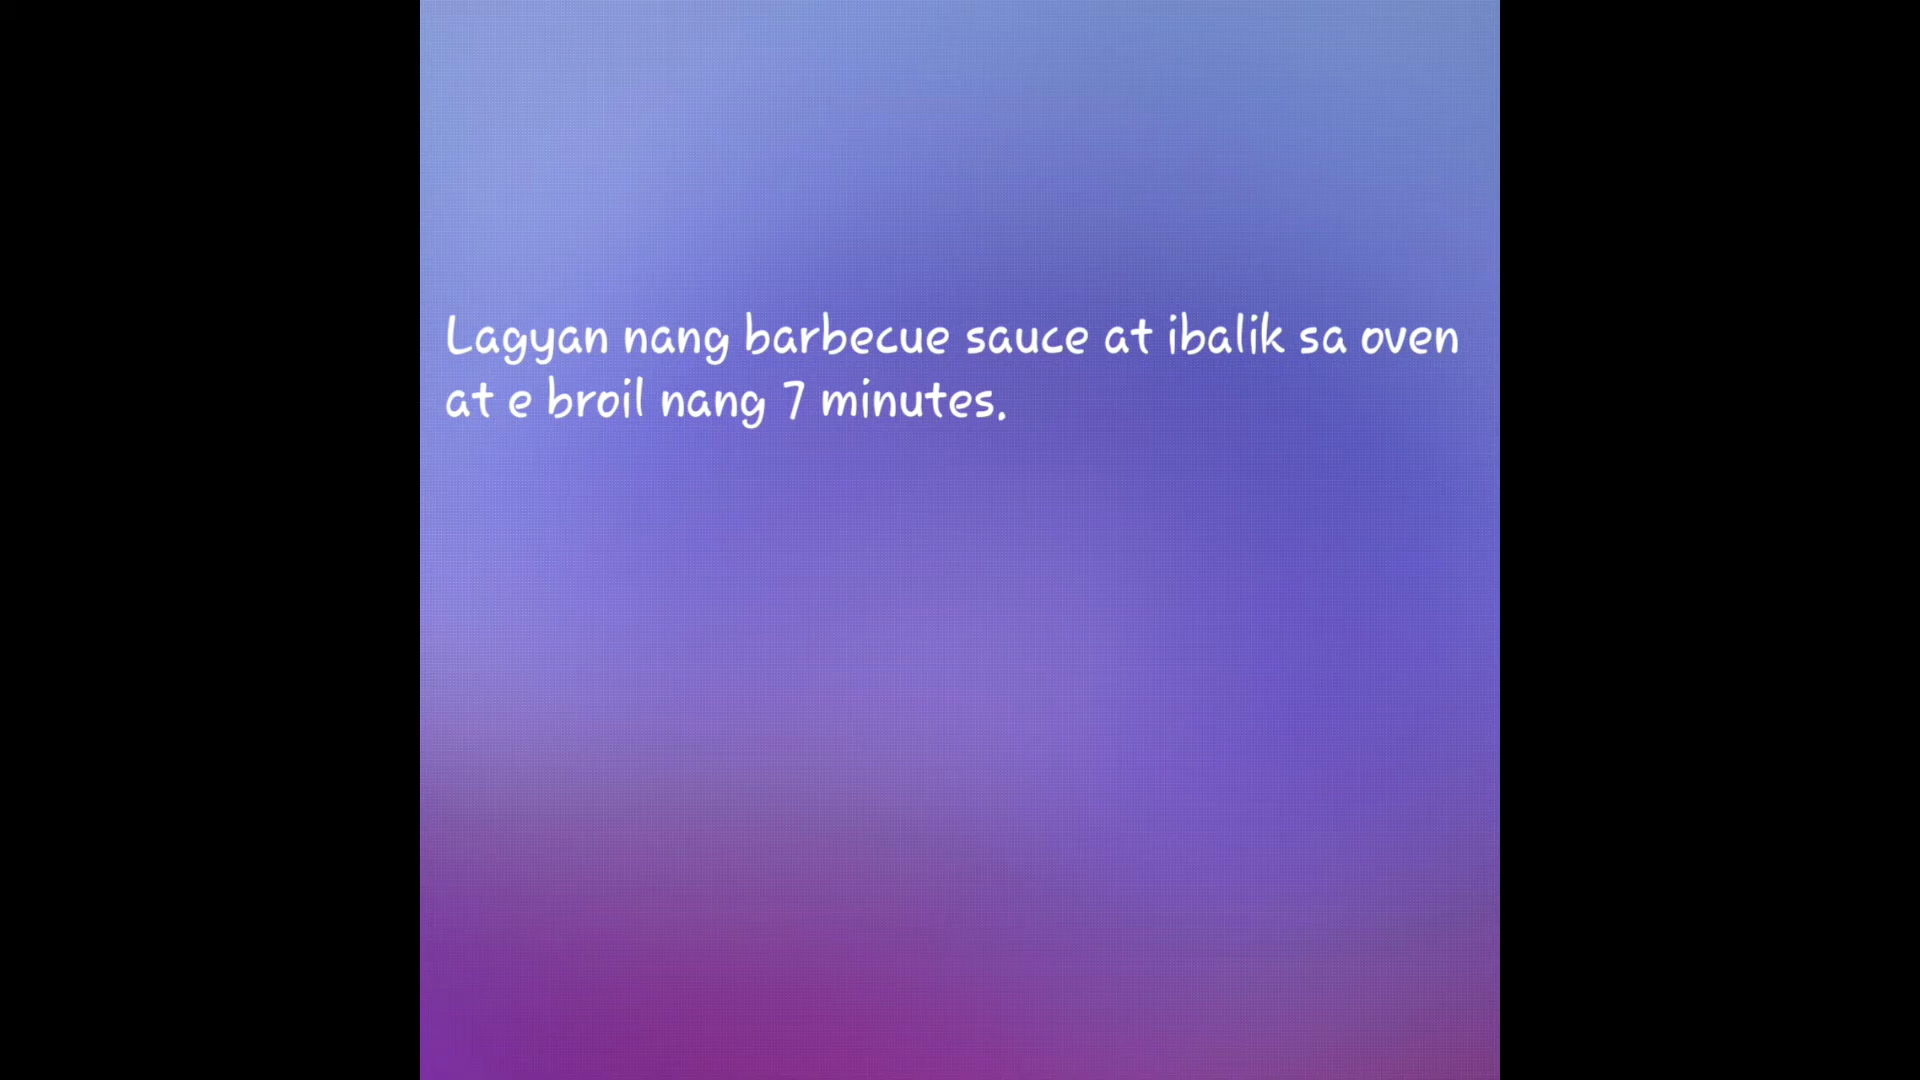 Lagyan nang barbecue sauce at ibalik sa oven
at e broil nang 7 minutes.